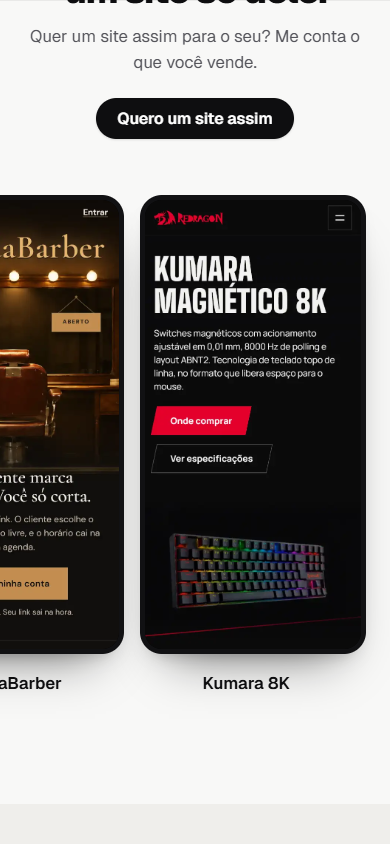 Quer um site assim para o seu? Me conta o
que você vende.
Quero um site assim
Entrar
aBarber
ABERTO
ente marca
Você só corta.
ink. O cliente escolhe o
o livre, e o horário cai na
agenda.
minha conta
Seu link sai na hora.
aBarber
REDRAGON
KUMARA
MAGNÉTICO 8K
Switches magnéticos com acionamento
ajustável em 0,01 mm, 8000 Hz de polling e
layout ABNT2. Tecnologia de teclado topo de
linha, no formato que libera espaço para o
mouse.
Onde comprar
Ver especificações
Kumara 8K